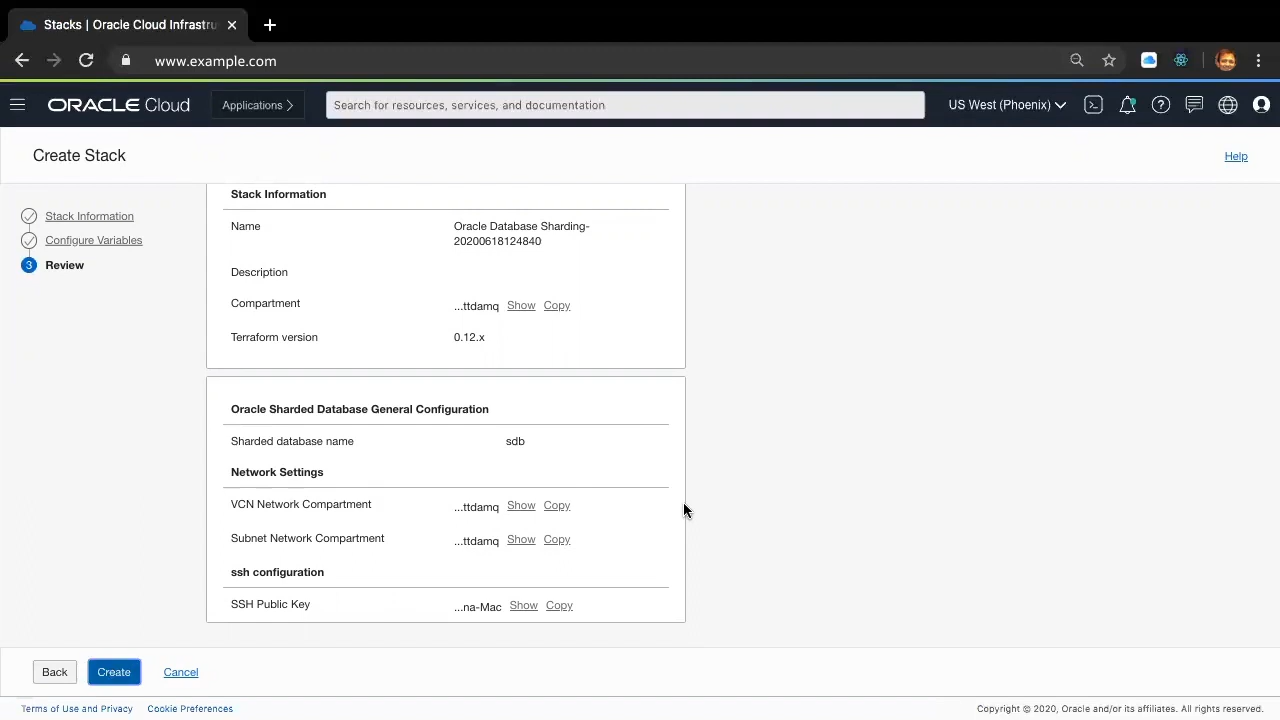 Stacks | Oracle Cloud Infrastru
www.example.com
ORACLE Cloud
Applications
Search for resources, services, and documentation
US West (Phoenix)
Create Stack
Help
Stack Information
Configure Variables
3 Review
Stack Information
Name Oracle Database Sharding-
20200618124840
Description
Compartment ...ttdamq Show Copy
Terraform version 0.12.x
Oracle Sharded Database General Configuration
Sharded database name sdb
Network Settings
VCN Network Compartment ...ttdamq Show Copy
Subnet Network Compartment ...ttdamq Show Copy
ssh configuration
SSH Public Key ...na-Mac Show Copy
Back Create Cancel
Terms of Use and Privacy Cookie Preferences Copyright © 2020, Oracle and/or its affiliates. All rights reserved.